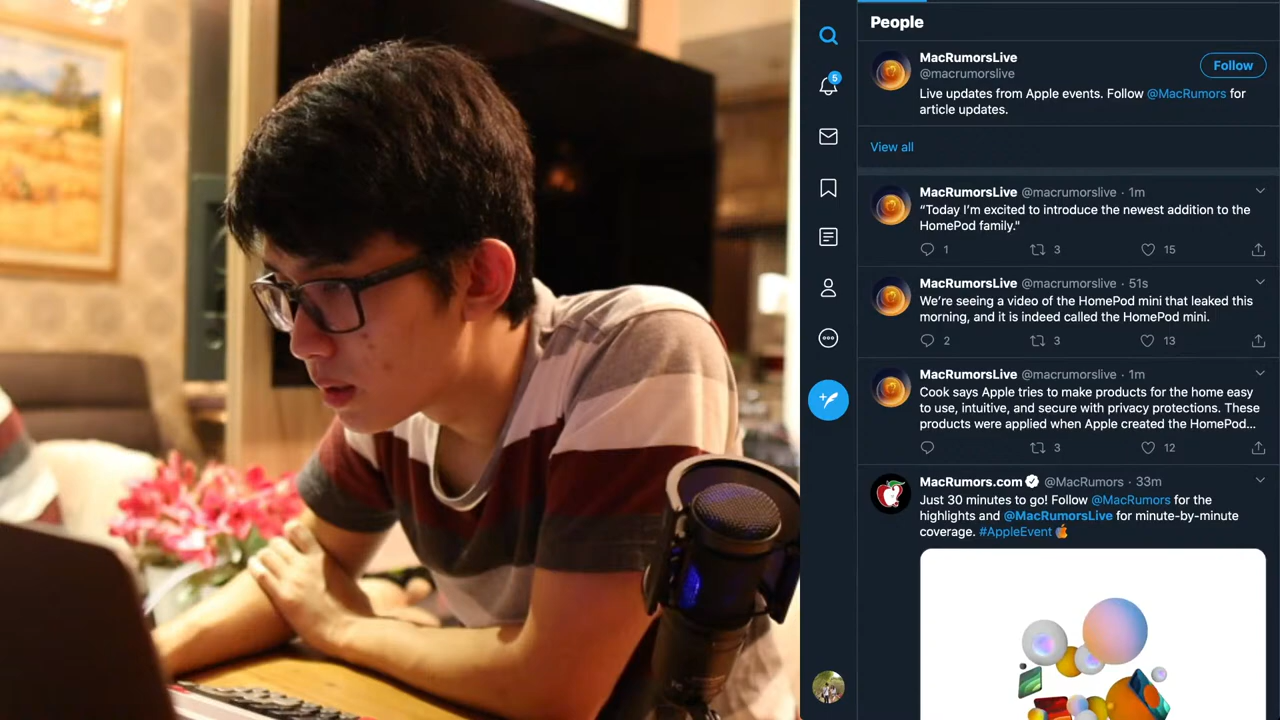 People
MacRumorsLive
@macrumorslive
Follow
Live updates from Apple events. Follow @MacRumors for
article updates.
View all
5
MacRumorsLive @macrumorslive · 1m
“Today I’m excited to introduce the newest addition to the
HomePod family."
1 3 15
MacRumorsLive @macrumorslive · 51s
We’re seeing a video of the HomePod mini that leaked this
morning, and it is indeed called the HomePod mini.
2 3 13
MacRumorsLive @macrumorslive · 1m
Cook says Apple tries to make products for the home easy
to use, intuitive, and secure with privacy protections. These
products were applied when Apple created the HomePod…
3 12
MacRumors.com @MacRumors · 33m
Just 30 minutes to go! Follow @MacRumors for the
highlights and @MacRumorsLive for minute-by-minute
coverage. #AppleEvent